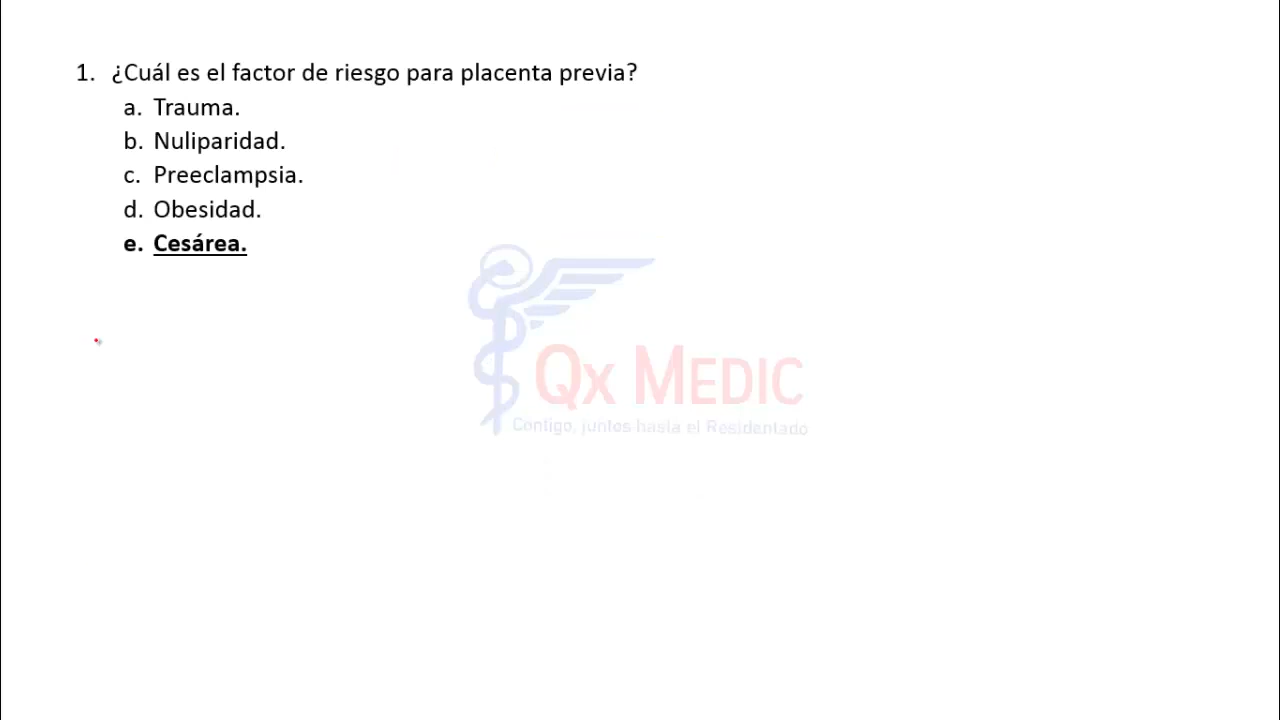 1. ¿Cuál es el factor de riesgo para placenta previa?
a. Trauma.
b. Nuliparidad.
c. Preeclampsia.
d. Obesidad.
e. Cesárea.
Qx MEDIC
Contigo, juntos hasta el Residentado